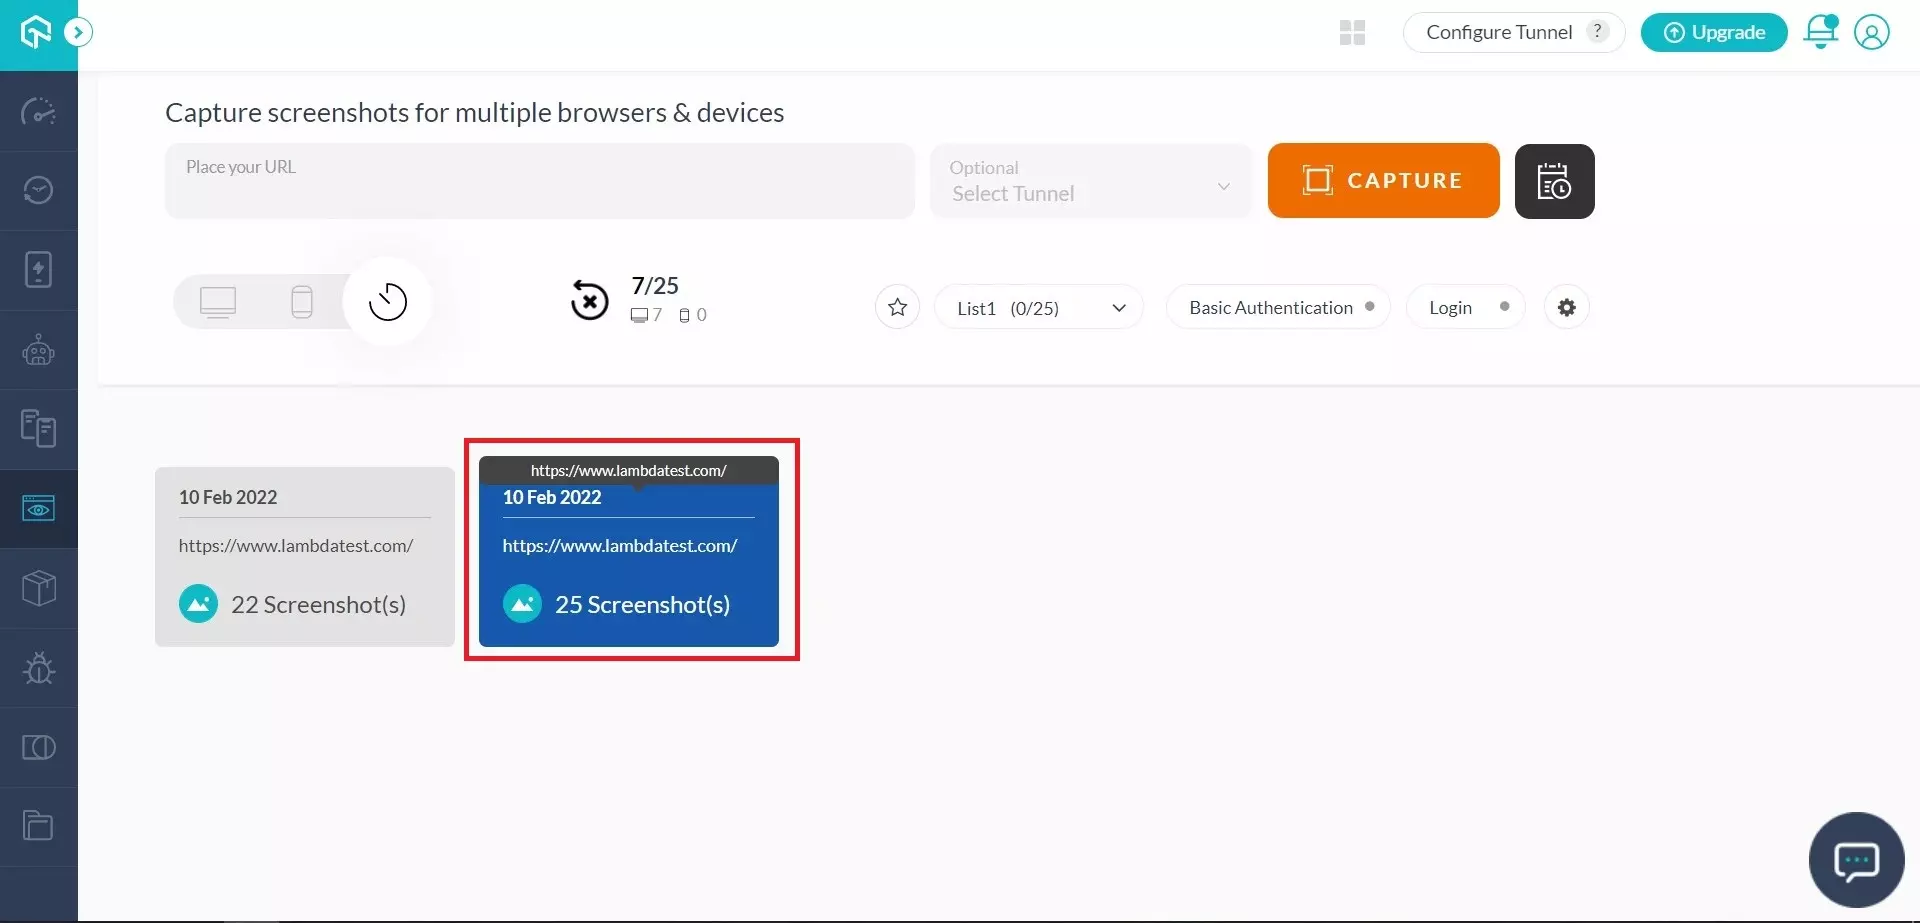 Configure Tunnel ?
Upgrade
Capture screenshots for multiple browsers & devices
Place your URL
Optional
Select Tunnel
CAPTURE
7/25
7 0
List1 (0/25)
Basic Authentication
Login
10 Feb 2022
https://www.lambdatest.com/
22 Screenshot(s)
https://www.lambdatest.com/
10 Feb 2022
https://www.lambdatest.com/
25 Screenshot(s)